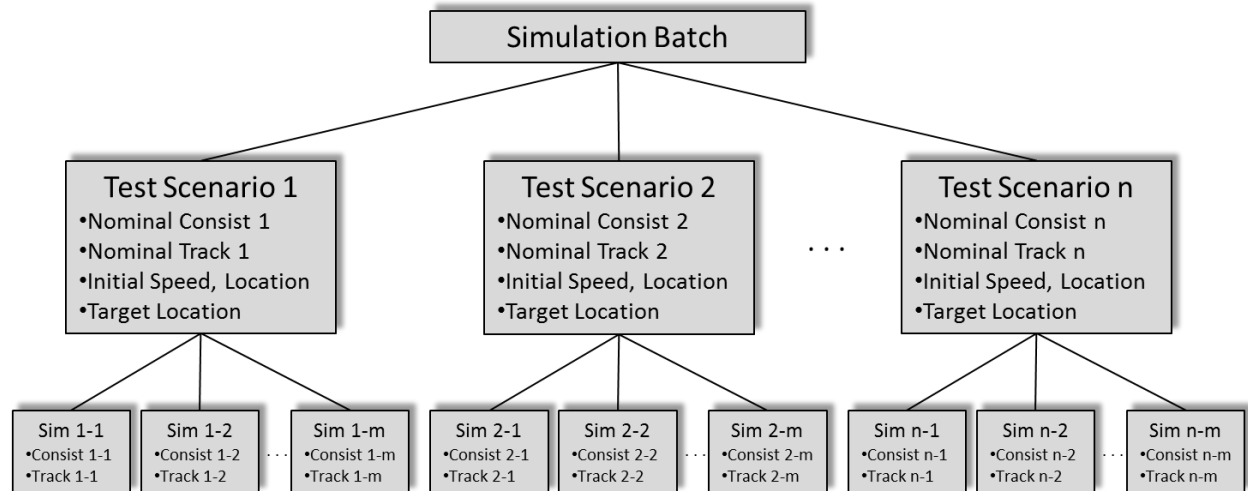 Simulation Batch
Test Scenario 1
•Nominal Consist 1
•Nominal Track 1
•Initial Speed, Location
•Target Location
Test Scenario 2
•Nominal Consist 2
•Nominal Track 2
•Initial Speed, Location
•Target Location
. . .
Test Scenario n
•Nominal Consist n
•Nominal Track n
•Initial Speed, Location
•Target Location
Sim 1-1
•Consist 1-1
•Track 1-1
Sim 1-2
•Consist 1-2
•Track 1-2
. . .
Sim 1-m
•Consist 1-m
•Track 1-m
Sim 2-1
•Consist 2-1
•Track 2-1
Sim 2-2
•Consist 2-2
•Track 2-2
. . .
Sim 2-m
•Consist 2-m
•Track 2-m
Sim n-1
•Consist n-1
•Track n-1
Sim n-2
•Consist n-2
•Track n-2
. . .
Sim n-m
•Consist n-m
•Track n-m